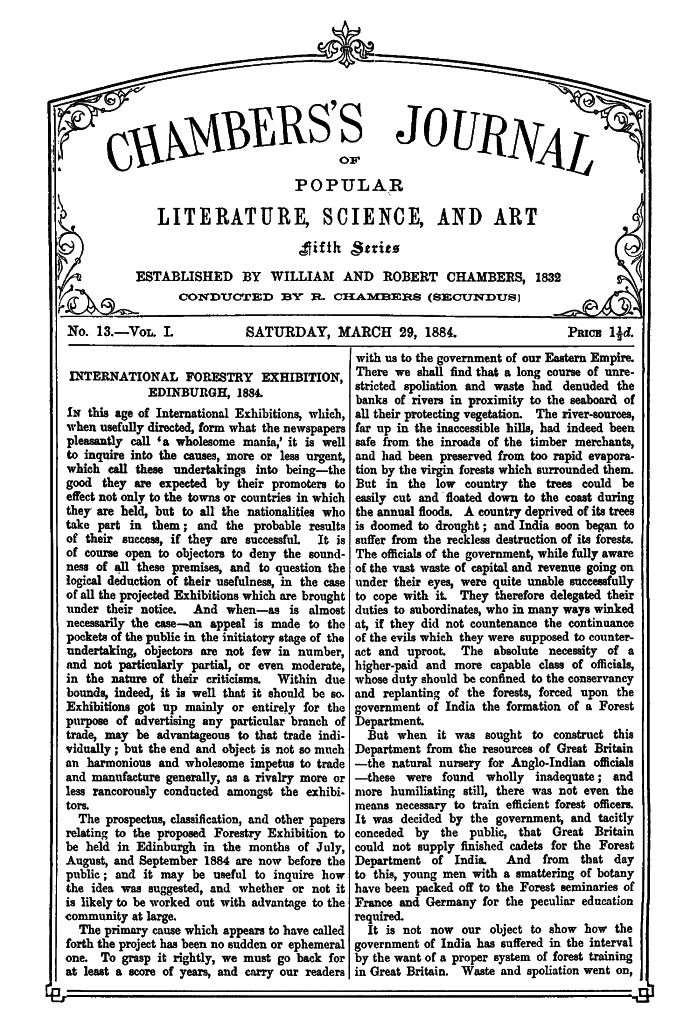 CHAMBERS'S JOURNAL
OF
POPULAR
LITERATURE, SCIENCE, AND ART
Fifth Series
ESTABLISHED BY WILLIAM AND ROBERT CHAMBERS, 1832
CONDUCTED BY R. CHAMBERS (SECUNDUS)
No. 13.—Vol. I.
SATURDAY, MARCH 29, 1884.
Price 1½d.
INTERNATIONAL FORESTRY EXHIBITION,
EDINBURGH, 1884.
In this age of International Exhibitions, which,
when usefully directed, form what the newspapers
pleasantly call 'a wholesome mania,' it is well
to inquire into the causes, more or less urgent,
which call these undertakings into being—the
good they are expected by their promoters to
effect not only to the towns or countries in which
they are held, but to all the nationalities who
take part in them; and the probable results
of their success, if they are successful. It is
of course open to objectors to deny the sound-
ness of all these premises, and to question the
logical deduction of their usefulness, in the case
of all the projected Exhibitions which are brought
under their notice. And when—as is almost
necessarily the case—an appeal is made to the
pockets of the public in the initiatory stage of the
undertaking, objectors are not few in number,
and not particularly partial, or even moderate,
in the nature of their criticisms. Within due
bounds, indeed, it is well that it should be so.
Exhibitions got up mainly or entirely for the
purpose of advertising any particular branch of
trade, may be advantageous to that trade indi-
vidually; but the end and object is not so much
an harmonious and wholesome impetus to trade
and manufacture generally, as a rivalry more or
less rancorously conducted amongst the exhibi-
tors.
The prospectus, classification, and other papers
relating to the proposed Forestry Exhibition to
be held in Edinburgh in the months of July,
August, and September 1884 are now before the
public; and it may be useful to inquire how
the idea was suggested, and whether or not it
is likely to be worked out with advantage to the
community at large.
The primary cause which appears to have called
forth the project has been no sudden or ephemeral
one. To grasp it rightly, we must go back for
at least a score of years, and carry our readers
with us to the government of our Eastern Empire.
There we shall find that a long course of unre-
stricted spoliation and waste had denuded the
banks of rivers in proximity to the seaboard of
all their protecting vegetation. The river-sources,
far up in the inaccessible hills, had indeed been
safe from the inroads of the timber merchants,
and had been preserved from too rapid evapora-
tion by the virgin forests which surrounded them.
But in the low country the trees could be
easily cut and floated down to the coast during
the annual floods. A country deprived of its trees
is doomed to drought; and India soon began to
suffer from the reckless destruction of its forests.
The officials of the government, while fully aware
of the vast waste of capital and revenue going on
under their eyes, were quite unable successfully
to cope with it. They therefore delegated their
duties to subordinates, who in many ways winked
at, if they did not countenance the continuance
of the evils which they were supposed to counter-
act and uproot. The absolute necessity of a
higher-paid and more capable class of officials,
whose duty should be confined to the conservancy
and replanting of the forests, forced upon the
government of India the formation of a Forest
Department.
But when it was sought to construct this
Department from the resources of Great Britain
—the natural nursery for Anglo-Indian officials
—these were found wholly inadequate; and
more humiliating still, there was not even the
means necessary to train efficient forest officers.
It was decided by the government, and tacitly
conceded by the public, that Great Britain
could not supply finished cadets for the Forest
Department of India. And from that day
to this, young men with a smattering of botany
have been packed off to the Forest seminaries of
France and Germany for the peculiar education
required.
It is not now our object to show how the
government of India has suffered in the interval
by the want of a proper system of forest training
in Great Britain. Waste and spoliation went on,